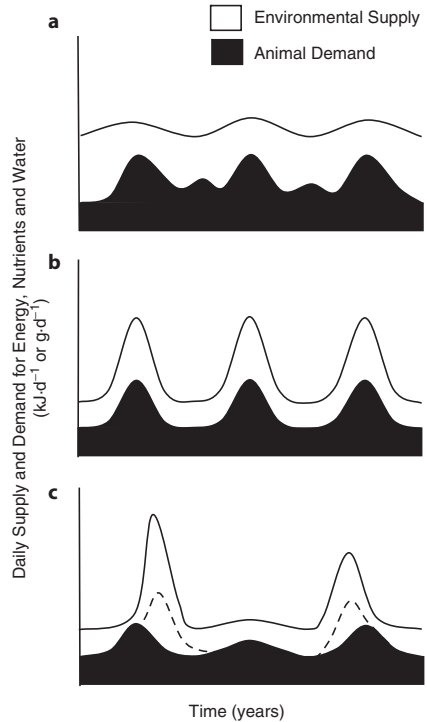 a
Environmental Supply
Animal Demand
Daily Supply and Demand for Energy, Nutrients and Water
(kJ·d⁻¹ or g·d⁻¹)
b
c
Time (years)